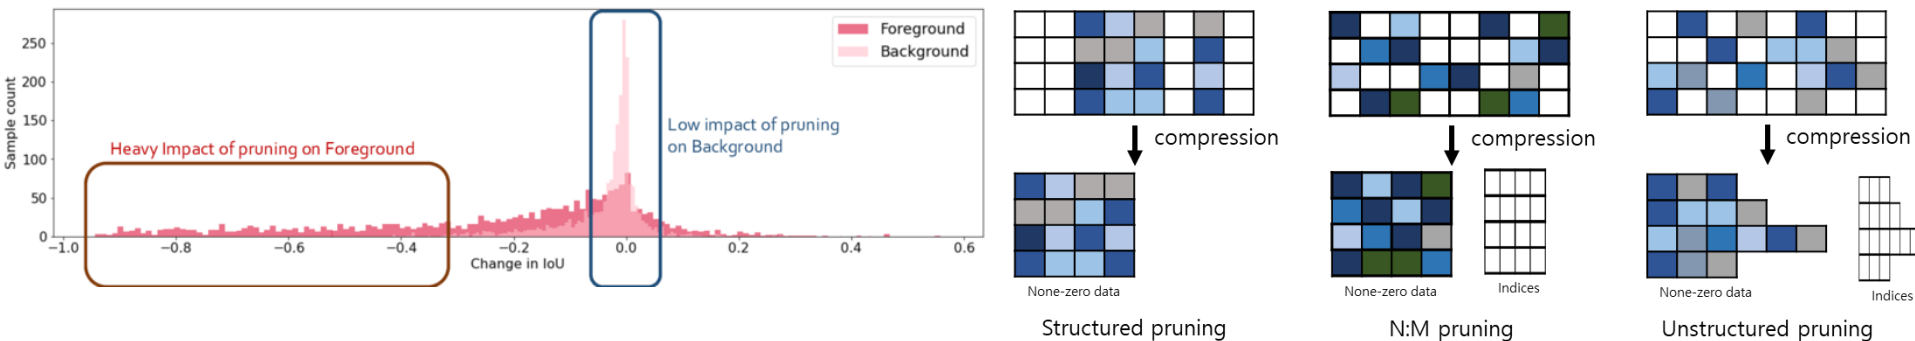 Sample count
250
200
150
100
50
0
Foreground
Background
Heavy Impact of pruning on Foreground
Low impact of pruning
on Background
−1.0
−0.8
−0.6
−0.4
−0.2
0.0
0.2
0.4
0.6
Change in IoU
compression
None-zero data
Structured pruning
compression
None-zero data
Indices
N:M pruning
compression
None-zero data
Indices
Unstructured pruning